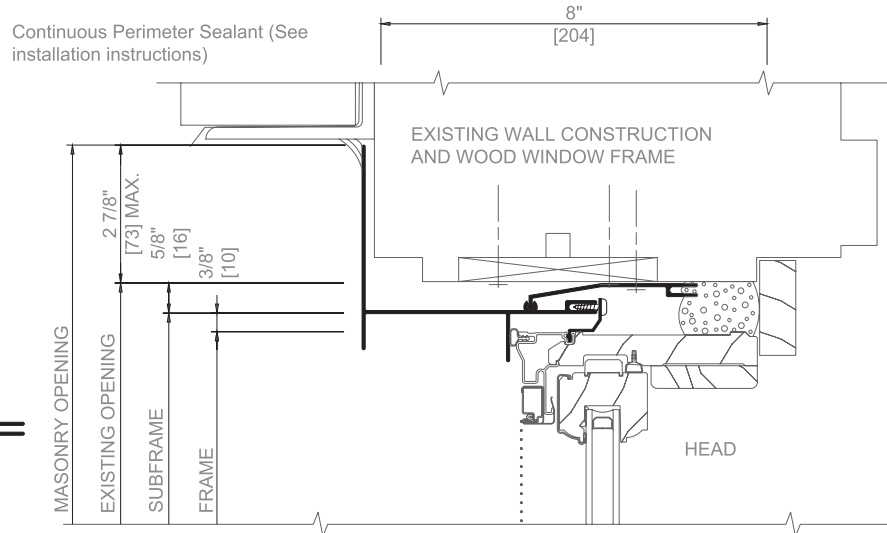 Continuous Perimeter Sealant (See
installation instructions)
8"
[204]
EXISTING WALL CONSTRUCTION
AND WOOD WINDOW FRAME
2 7/8"
[73] MAX.
5/8"
[16]
3/8"
[10]
MASONRY OPENING
EXISTING OPENING
SUBFRAME
FRAME
HEAD